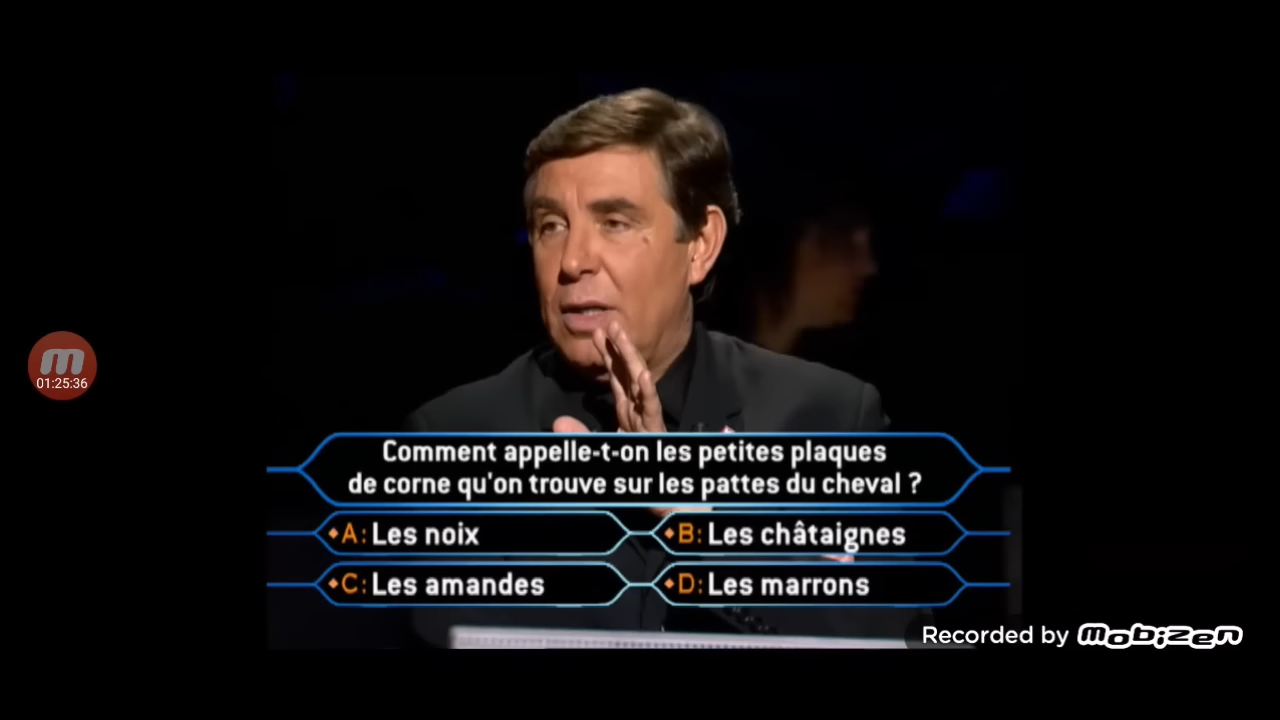 m
01:25:36
Comment appelle-t-on les petites plaques
de corne qu'on trouve sur les pattes du cheval ?
A: Les noix
B: Les châtaignes
C: Les amandes
D: Les marrons
Recorded by mobizen